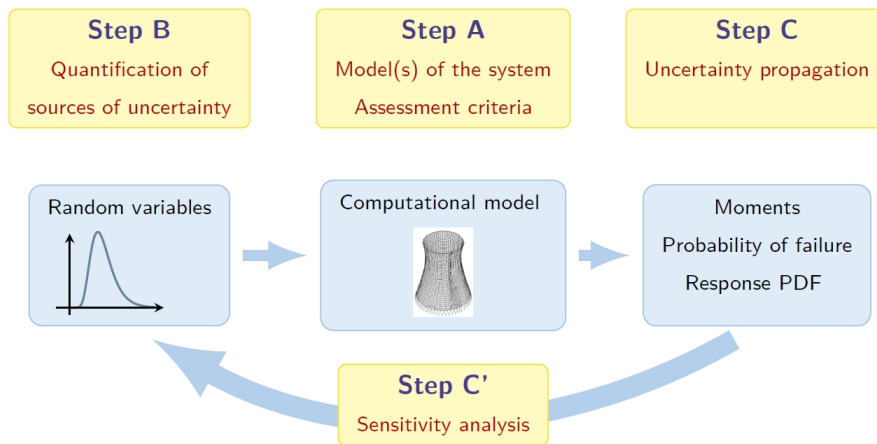 Step B
Quantification of
sources of uncertainty
Step A
Model(s) of the system
Assessment criteria
Step C
Uncertainty propagation
Random variables
Computational model
Moments
Probability of failure
Response PDF
Step C'
Sensitivity analysis